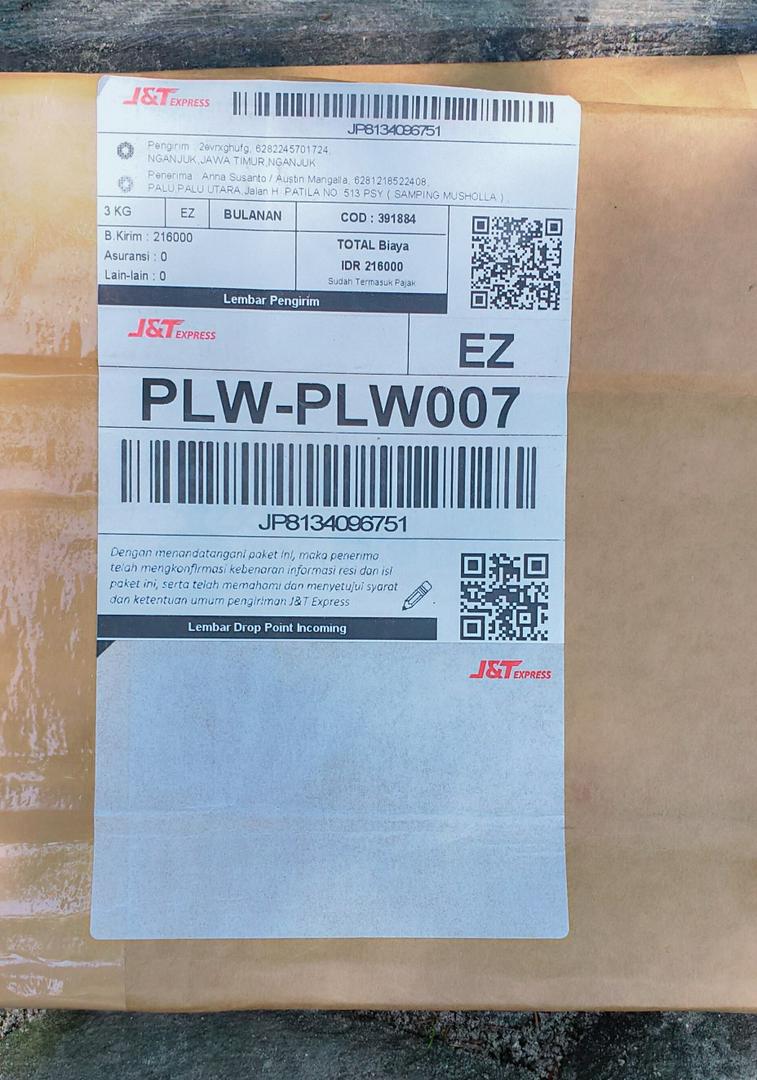 J&T EXPRESS
JP8134096751
Pengirim : 2evrxghufg, 6282245701724,
NGANJUK,JAWA TIMUR,NGANJUK
Penerima : Anna Susanto / Austin Mangalla, 6281218522408,
PALU,PALU UTARA,Jalan H. PATILA NO. 513 PSY ( SAMPING MUSHOLLA ) ,
3 KG EZ BULANAN COD : 391884
B.Kirim : 216000
Asuransi : 0
Lain-lain : 0
TOTAL Biaya
IDR 216000
Sudah Termasuk Pajak
Lembar Pengirim
J&T EXPRESS
EZ
PLW-PLW007
JP8134096751
Dengan menandatangani paket ini, maka penerima
telah mengkonfirmasi kebenaran informasi resi dan isi
paket ini, serta telah memahami dan menyetujui syarat
dan ketentuan umum pengiriman J&T Express
Lembar Drop Point Incoming
J&T EXPRESS